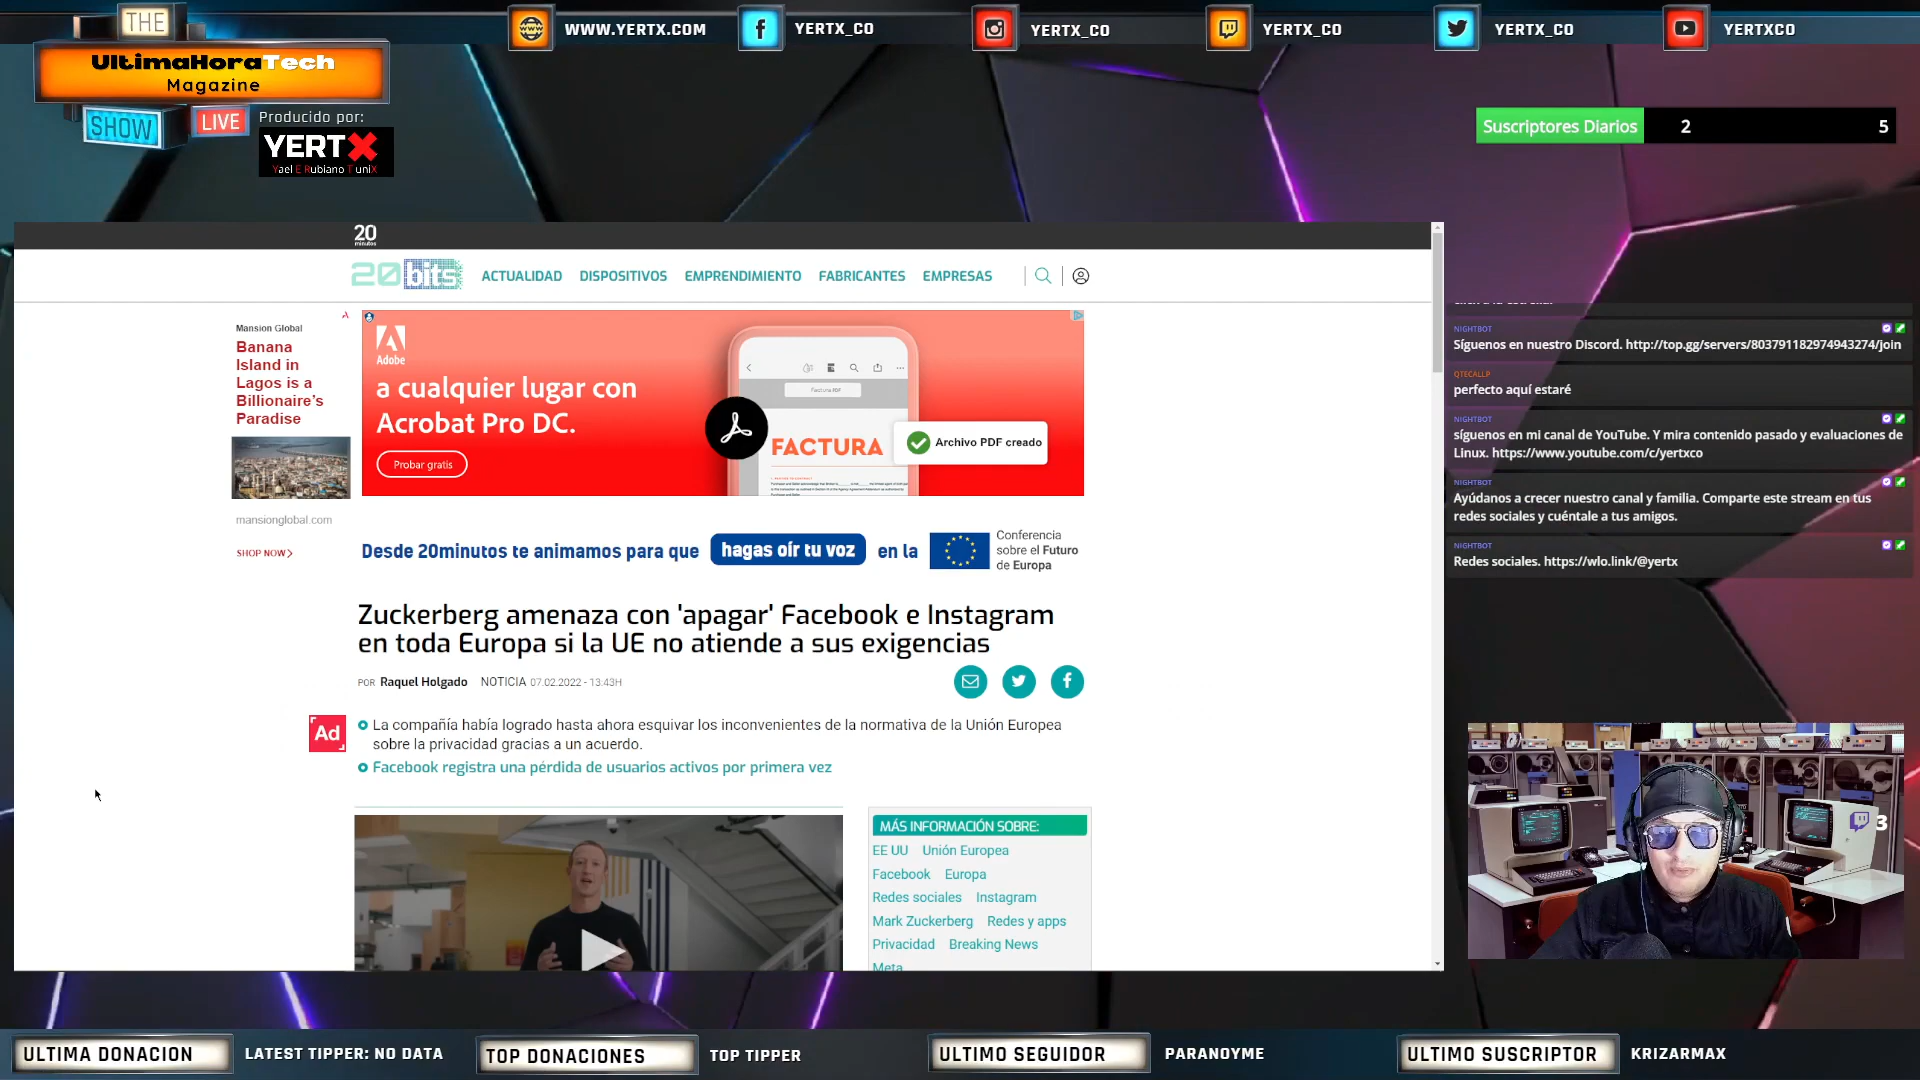 THE
UltimaHoraTech
Magazine
SHOW
LIVE
Producido por:
YERTX
Yael E Rubiano T uniX
WWW.YERTX.COM
YERTX_CO
YERTX_CO
YERTX_CO
YERTX_CO
YERTXCO
Suscriptores Diarios 2 5
20
minutos
20bits
ACTUALIDAD DISPOSITIVOS EMPRENDIMIENTO FABRICANTES EMPRESAS
Mansion Global
Banana
Island in
Lagos is a
Billionaire's
Paradise
mansionglobal.com
SHOP NOW
Adobe
a cualquier lugar con
Acrobat Pro DC.
Probar gratis
Factura PDF
FACTURA
Archivo PDF creado
Desde 20minutos te animamos para que hagas oír tu voz en la
Conferencia
sobre el Futuro
de Europa
Zuckerberg amenaza con 'apagar' Facebook e Instagram
en toda Europa si la UE no atiende a sus exigencias
POR Raquel Holgado NOTICIA 07.02.2022 - 13:43H
Ad
La compañía había logrado hasta ahora esquivar los inconvenientes de la normativa de la Unión Europea
sobre la privacidad gracias a un acuerdo.
Facebook registra una pérdida de usuarios activos por primera vez
MÁS INFORMACIÓN SOBRE:
EE UU Unión Europea
Facebook Europa
Redes sociales Instagram
Mark Zuckerberg Redes y apps
Privacidad Breaking News
Meta
NIGHTBOT
Síguenos en nuestro Discord. http://top.gg/servers/803791182974943274/join
QTECALLP
perfecto aquí estaré
NIGHTBOT
síguenos en mi canal de YouTube. Y mira contenido pasado y evaluaciones de
Linux. https://www.youtube.com/c/yertxco
NIGHTBOT
Ayúdanos a crecer nuestro canal y familia. Comparte este stream en tus
redes sociales y cuéntale a tus amigos.
NIGHTBOT
Redes sociales. https://wlo.link/@yertx
3
ULTIMA DONACION LATEST TIPPER: NO DATA
TOP DONACIONES TOP TIPPER
ULTIMO SEGUIDOR PARANOYME
ULTIMO SUSCRIPTOR KRIZARMAX